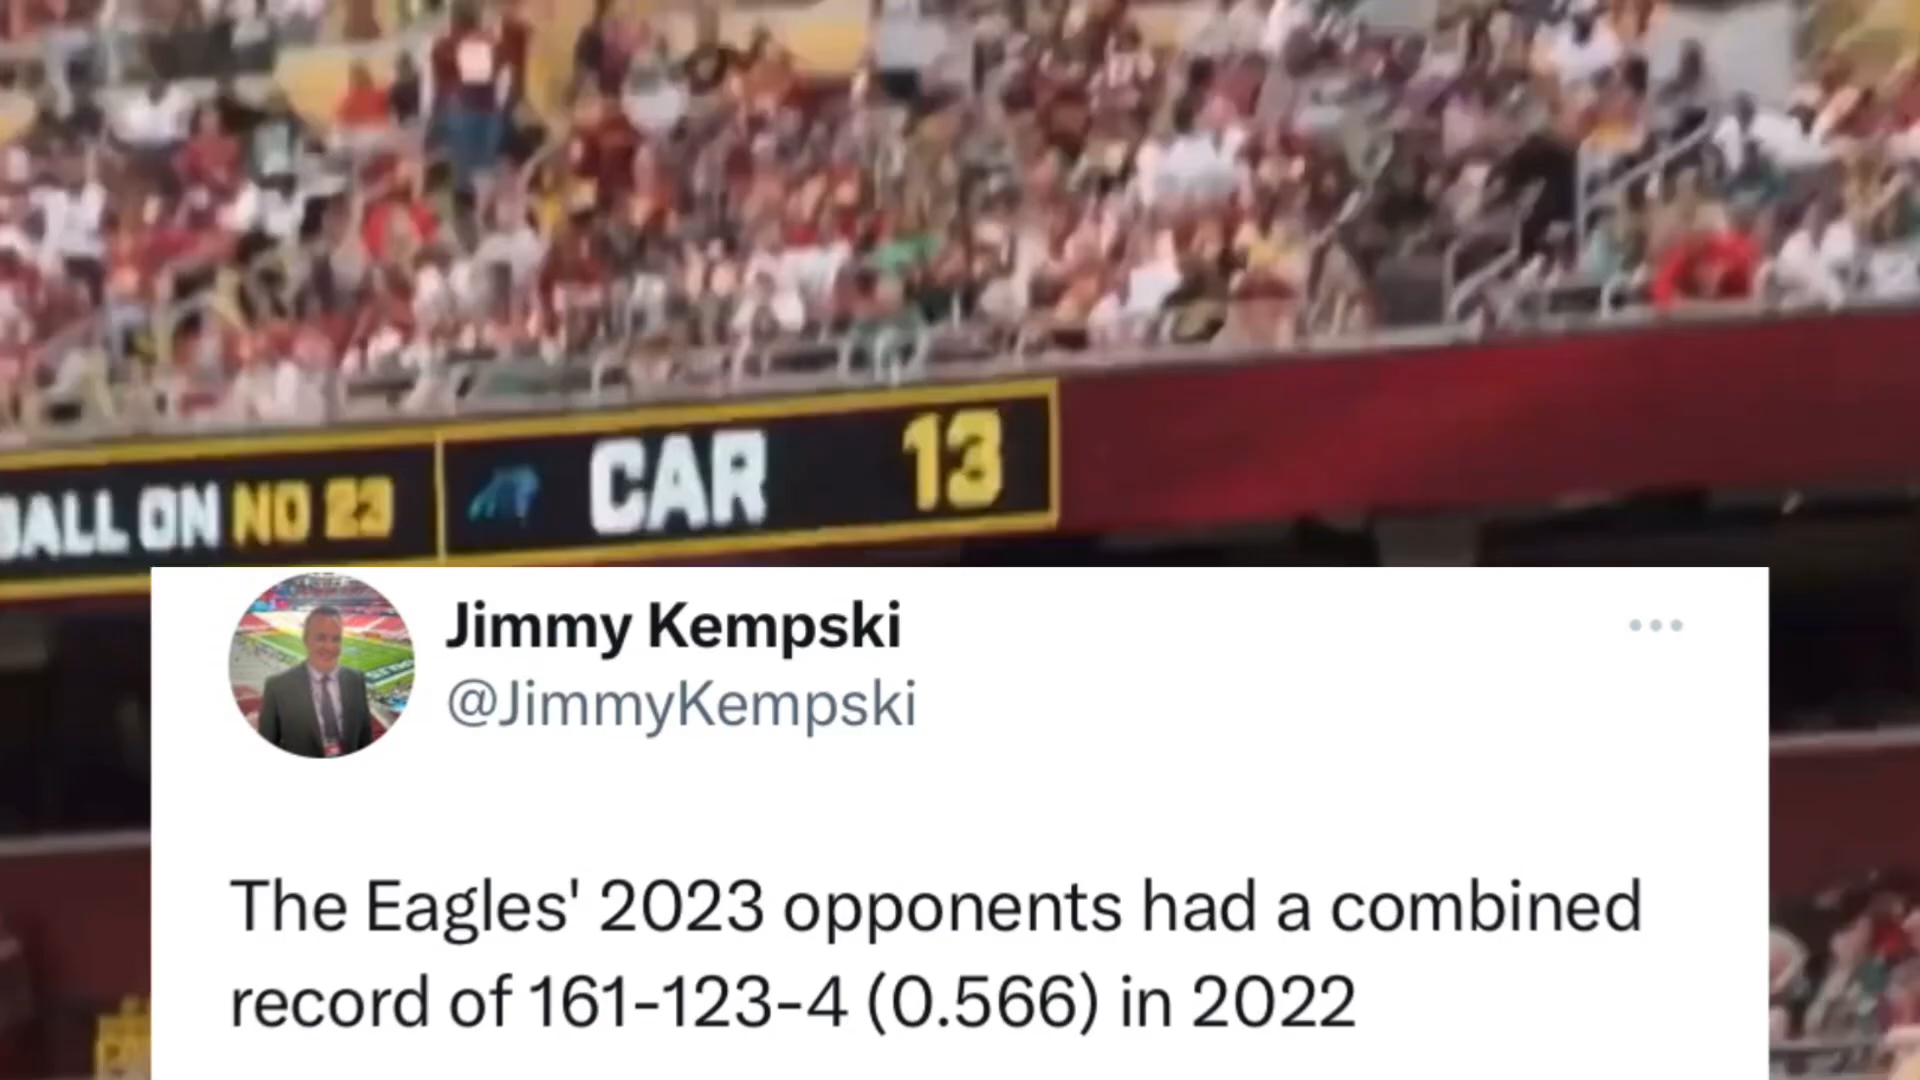 BALL ON NO 23
CAR 13
Jimmy Kempski
@JimmyKempski
The Eagles' 2023 opponents had a combined
record of 161-123-4 (0.566) in 2022